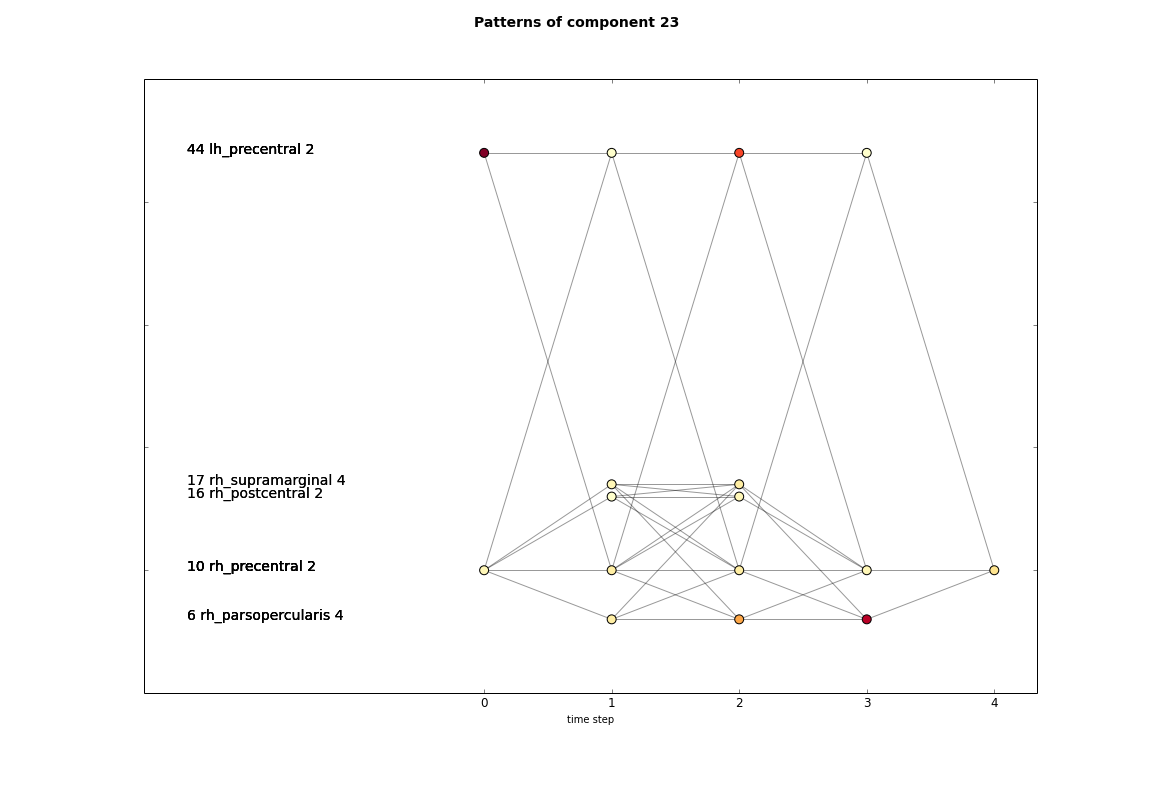 Patterns of component 23
44 lh_precentral 2
17 rh_supramarginal 4
16 rh_postcentral 2
10 rh_precentral 2
6 rh_parsopercularis 4
0 1 2 3 4
time step